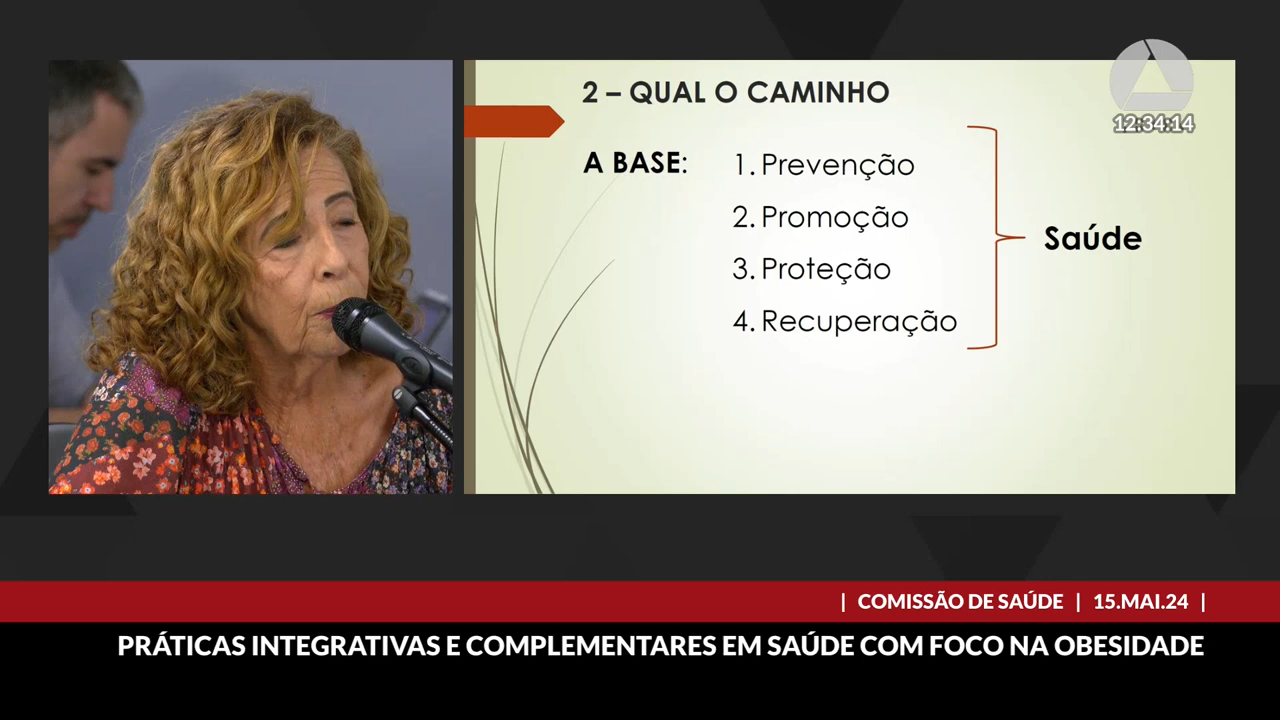 2 – QUAL O CAMINHO
12:34:14
A BASE:
1. Prevenção
2. Promoção
3. Proteção
4. Recuperação
Saúde
| COMISSÃO DE SAÚDE | 15.MAI.24 |
PRÁTICAS INTEGRATIVAS E COMPLEMENTARES EM SAÚDE COM FOCO NA OBESIDADE